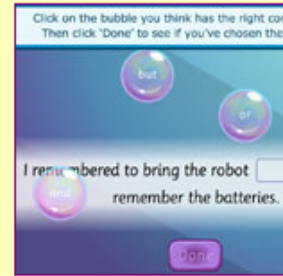 Click on the bubble you think has the right con
Then click 'Done' to see if you've chosen the
but
or
I remembered to bring the robot
and
remember the batteries.
Done